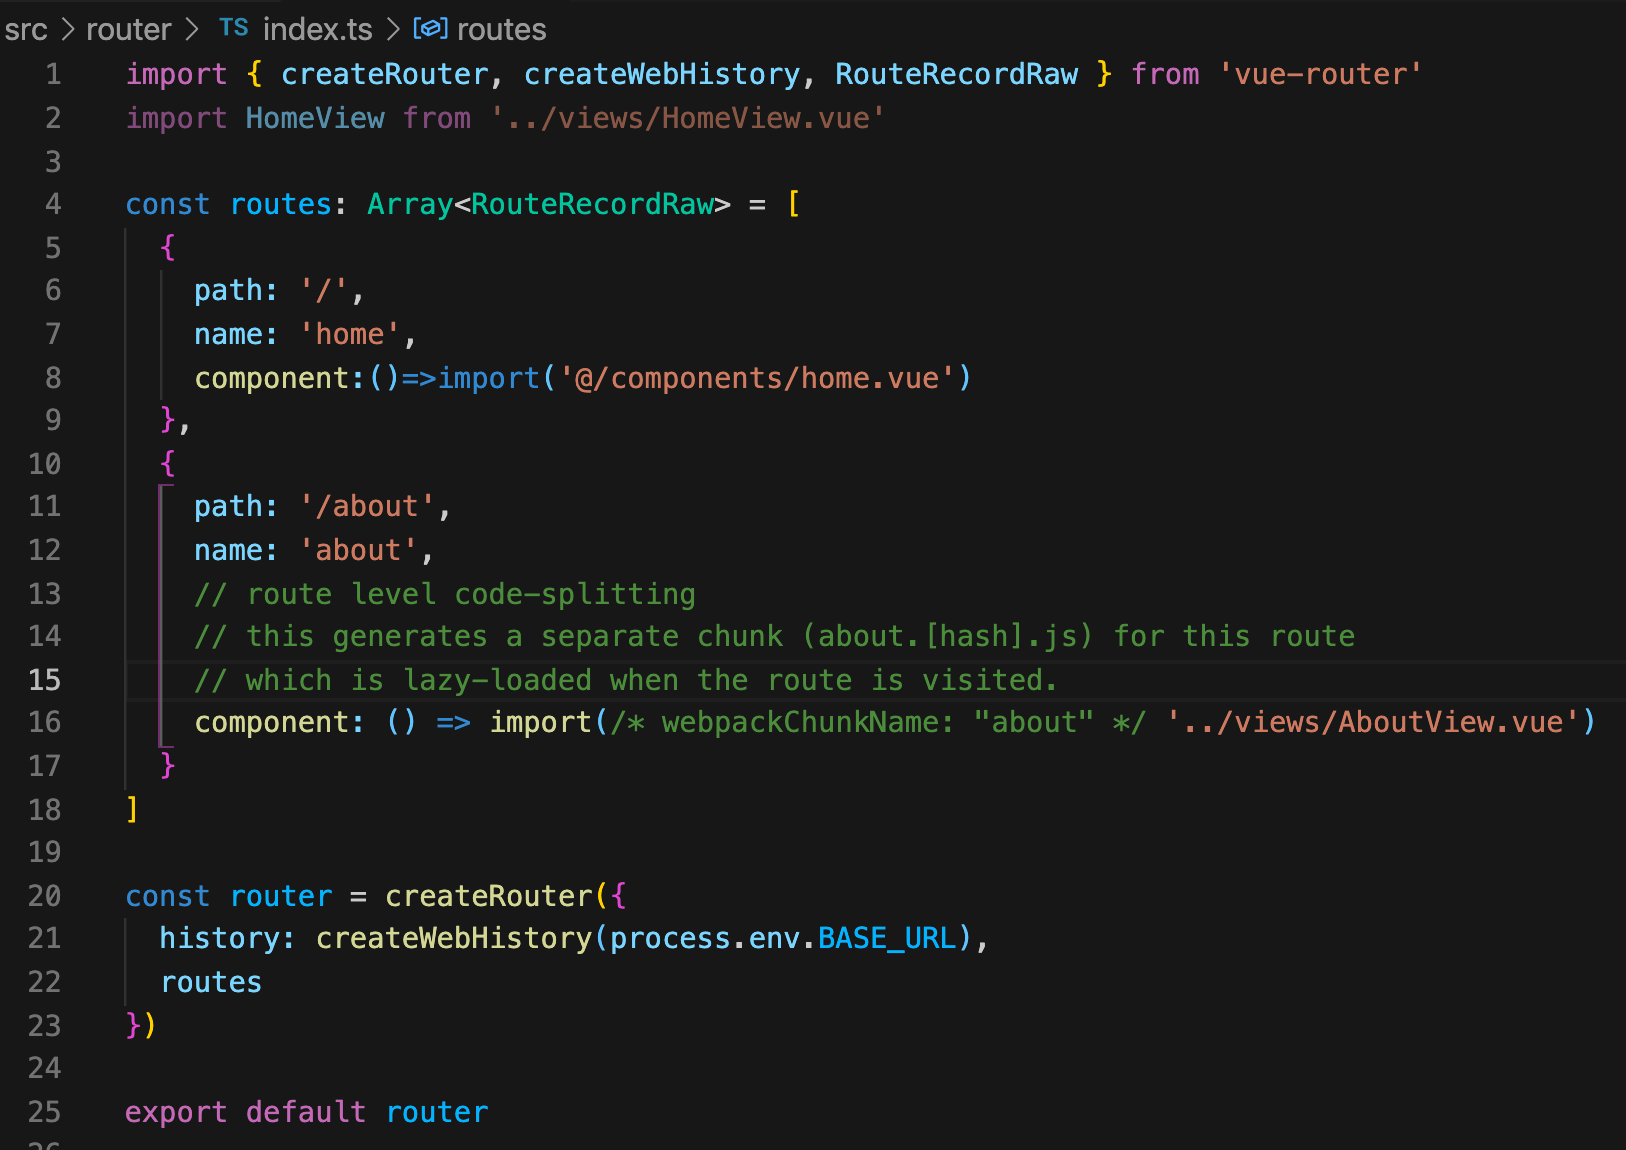 src > router > TS index.ts > routes
1 import { createRouter, createWebHistory, RouteRecordRaw } from 'vue-router'
2 import HomeView from '../views/HomeView.vue'
3
4 const routes: Array<RouteRecordRaw> = [
5   {
6     path: '/',
7     name: 'home',
8     component:()=>import('@/components/home.vue')
9   },
10   {
11     path: '/about',
12     name: 'about',
13     // route level code-splitting
14     // this generates a separate chunk (about.[hash].js) for this route
15     // which is lazy-loaded when the route is visited.
16     component: () => import(/* webpackChunkName: "about" */ '../views/AboutView.vue')
17   }
18 ]
19
20 const router = createRouter({
21   history: createWebHistory(process.env.BASE_URL),
22   routes
23 })
24
25 export default router
26